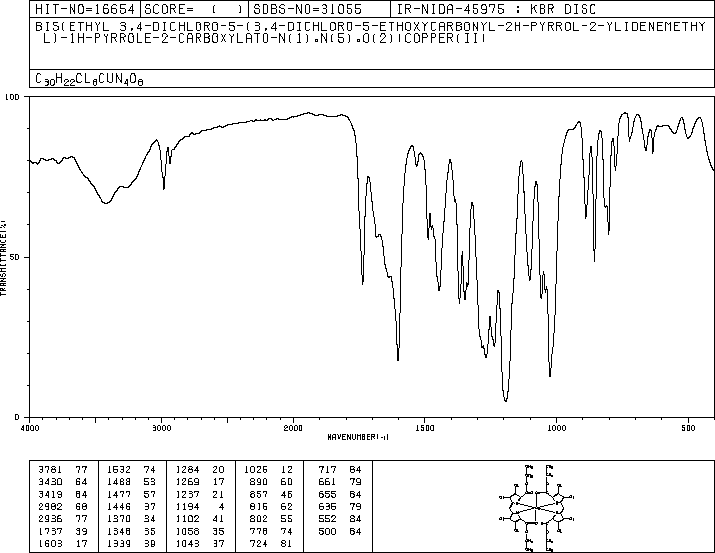 HIT-NO=16654 SCORE= ( ) SDBS-NO=31055 IR-NIDA-45975 : KBR DISC
BIS(ETHYL 3,4-DICHLORO-5-(3,4-DICHLORO-5-ETHOXYCARBONYL-2H-PYRROL-2-YLIDENEMETHY
L)-1H-PYRROLE-2-CARBOXYLATO-N(1),N(5),O(2))COPPER(II)
C30H22CL8CUN4O8
100
TRANSMITTANCE(%)
50
0
4000 3000 2000 1500 1000 500
WAVENUMBER(-1)
3781 77 1632 74 1284 20 1026 12 717 84
3430 64 1488 53 1269 17 890 60 661 79
3419 64 1477 57 1237 21 857 46 655 84
2982 68 1446 37 1194 4 816 62 636 79
2936 77 1370 34 1102 41 802 55 552 84
1737 39 1348 35 1058 35 778 74 500 84
1603 17 1339 39 1043 37 724 81